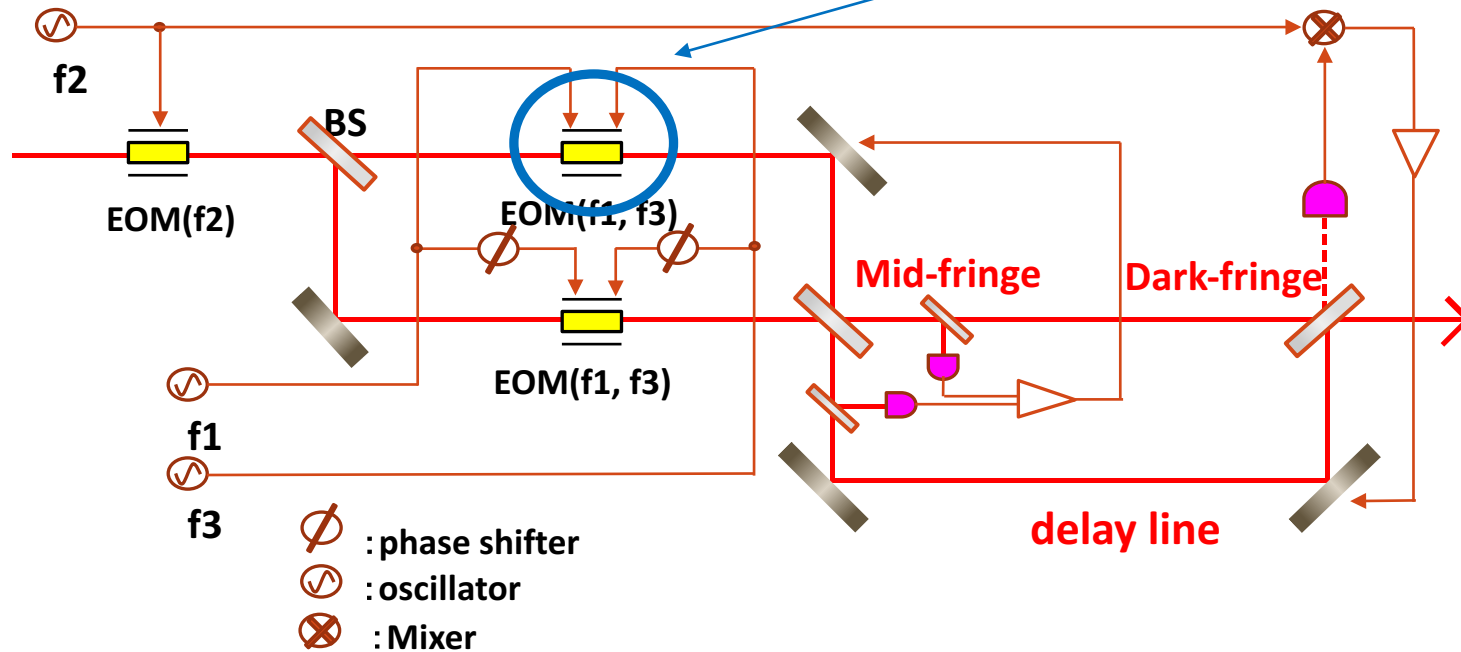 f2
BS
EOM(f2)
EOM(f1, f3)
Mid-fringe
Dark-fringe
EOM(f1, f3)
f1
f3
delay line
: phase shifter
: oscillator
: Mixer